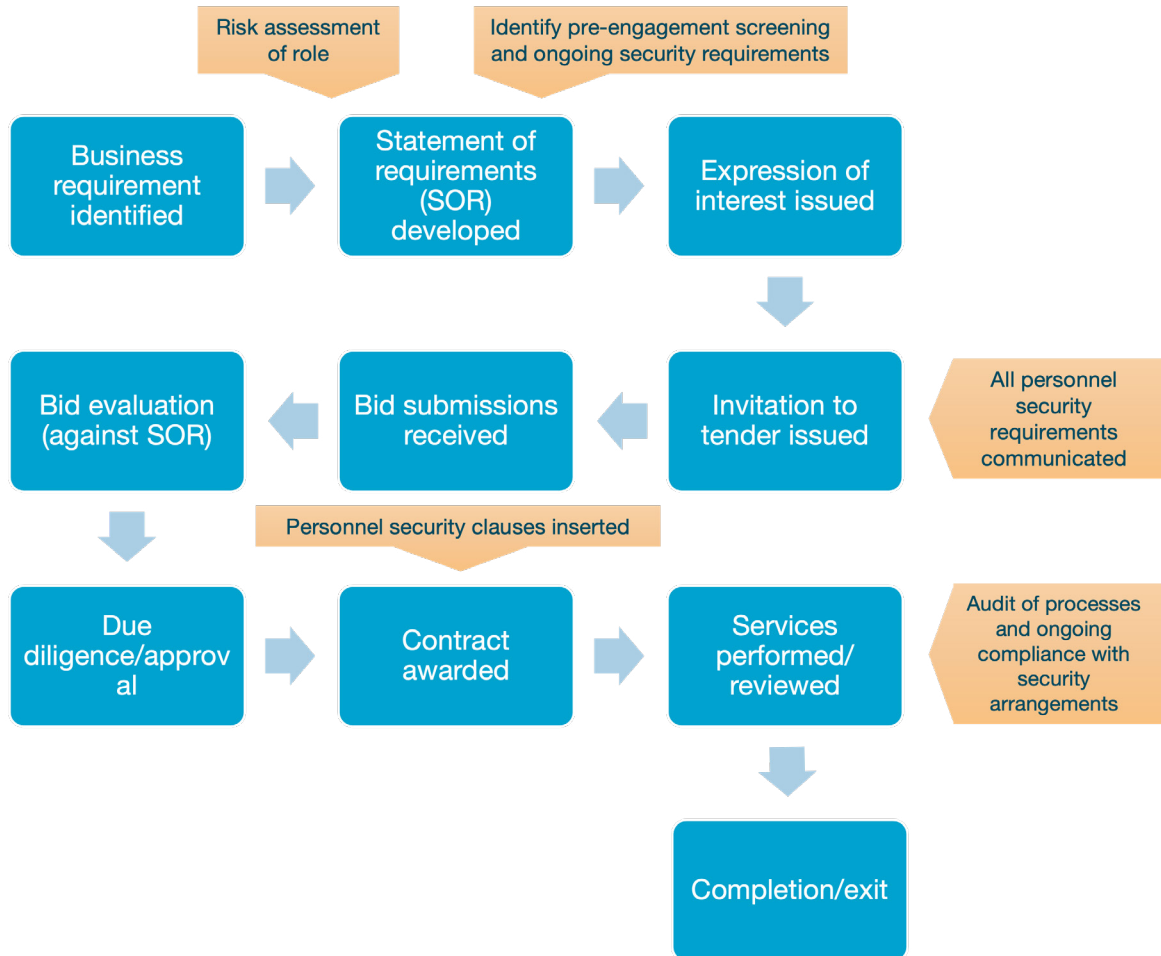 Risk assessment
of role
Identify pre-engagement screening
and ongoing security requirements
Business
requirement
identified
Statement of
requirements
(SOR)
developed
Expression of
interest issued
Invitation to
tender issued
All personnel
security
requirements
communicated
Bid submissions
received
Bid evaluation
(against SOR)
Due
diligence/approv
al
Personnel security clauses inserted
Contract
awarded
Services
performed/
reviewed
Audit of processes
and ongoing
compliance with
security
arrangements
Completion/exit